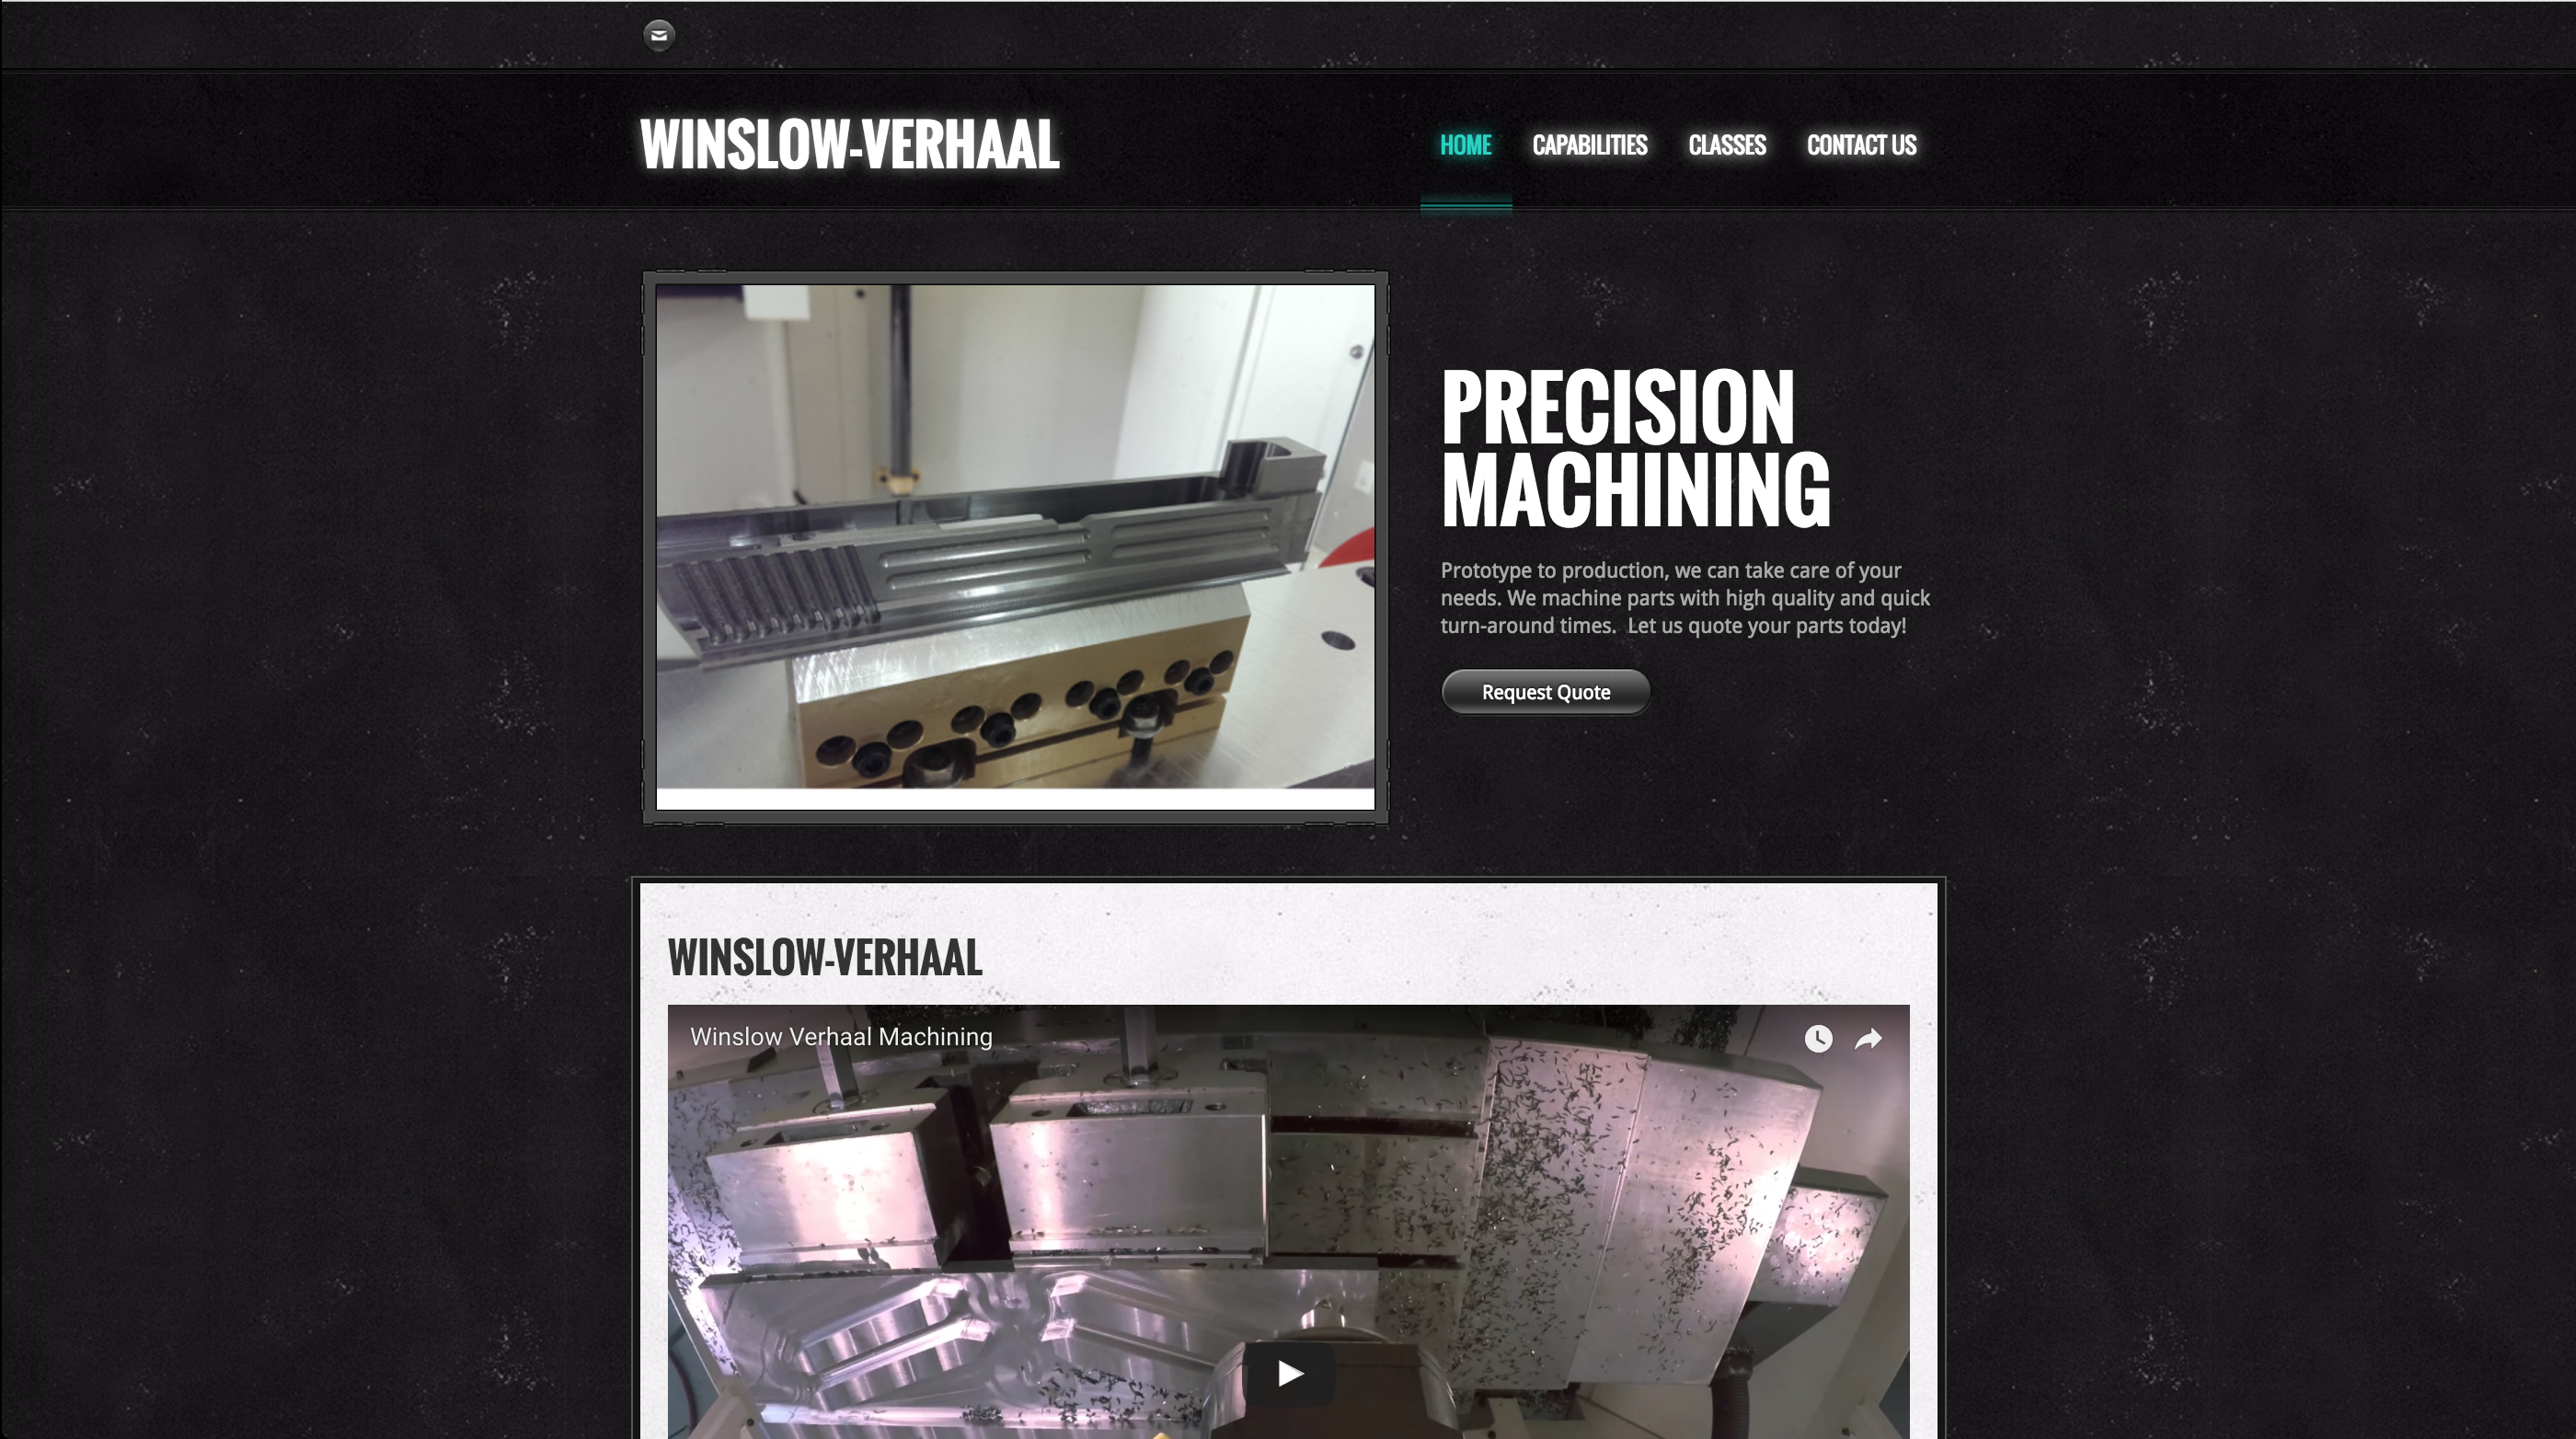 WINSLOW-VERHAAL
HOME CAPABILITIES CLASSES CONTACT US
PRECISION
MACHINING
Prototype to production, we can take care of your
needs. We machine parts with high quality and quick
turn-around times.  Let us quote your parts today!
Request Quote
WINSLOW-VERHAAL
Winslow Verhaal Machining